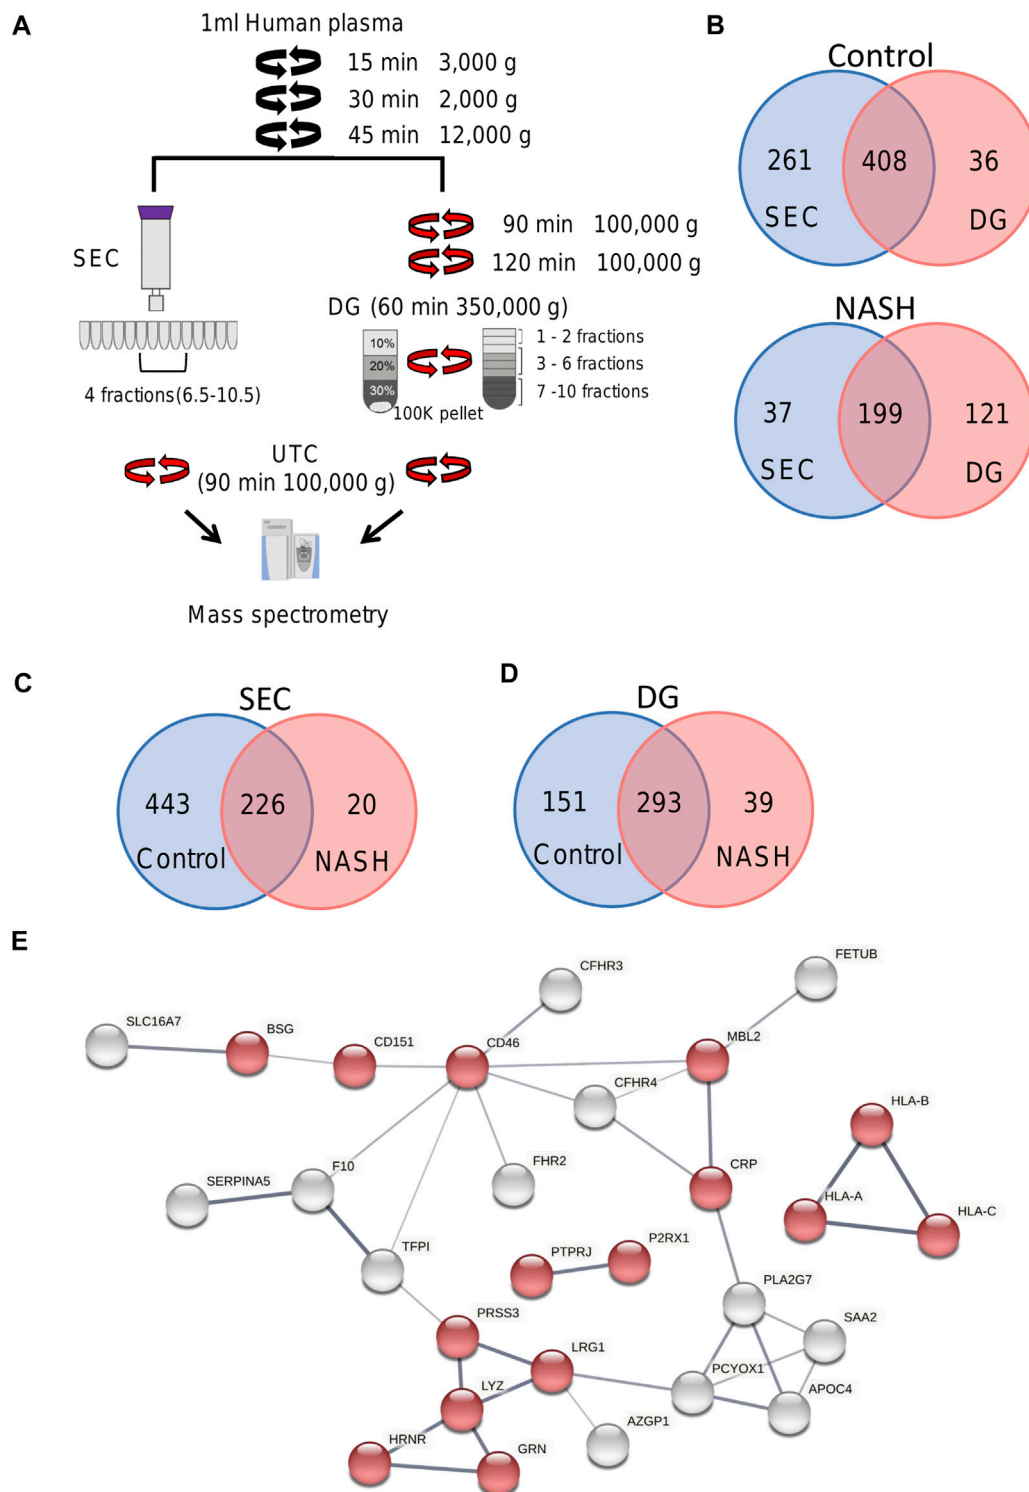 A
1ml Human plasma
15 min 3,000 g
30 min 2,000 g
45 min 12,000 g
SEC
90 min 100,000 g
120 min 100,000 g
DG (60 min 350,000 g)
10%
20%
30%
1 - 2 fractions
3 - 6 fractions
7 -10 fractions
100K pellet
4 fractions(6.5-10.5)
UTC
(90 min 100,000 g)
Mass spectrometry
B
Control
261 408 36
SEC DG
NASH
37 199 121
SEC DG
C
SEC
443 226 20
Control NASH
D
DG
151 293 39
Control NASH
E
CFHR3
FETUB
SLC16A7
BSG
CD151
CD46
MBL2
CFHR4
HLA-B
F10
SERPINA5
FHR2
CRP
HLA-A
HLA-C
TFPI
PTPRJ
P2RX1
PLA2G7
PRSS3
SAA2
LRG1
PCYOX1
LYZ
APOC4
AZGP1
HRNR
GRN